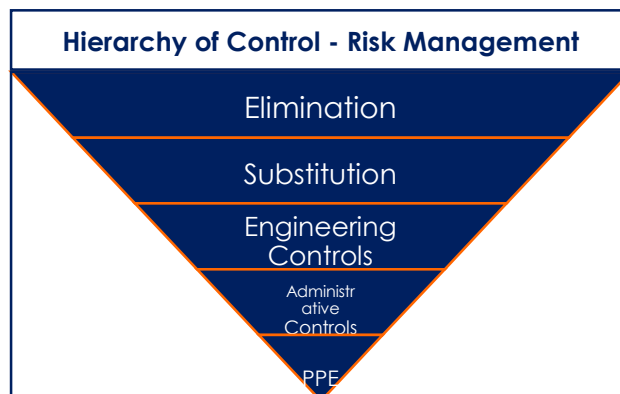 Hierarchy of Control - Risk Management
Elimination
Substitution
Engineering
Controls
Administr
ative
Controls
PPE